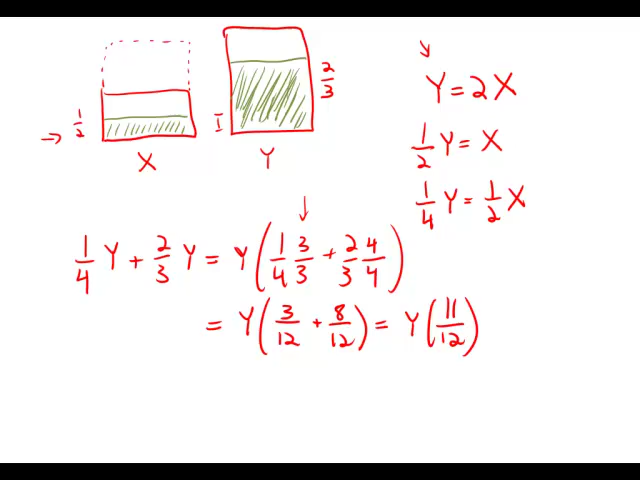 1/2
X
I
Y
2/3
Y = 2X
1/2 Y = X
1/4 Y = 1/2 X
1/4 Y + 2/3 Y = Y(1/4 3/3 + 2/3 4/4)
= Y(3/12 + 8/12) = Y(11/12)